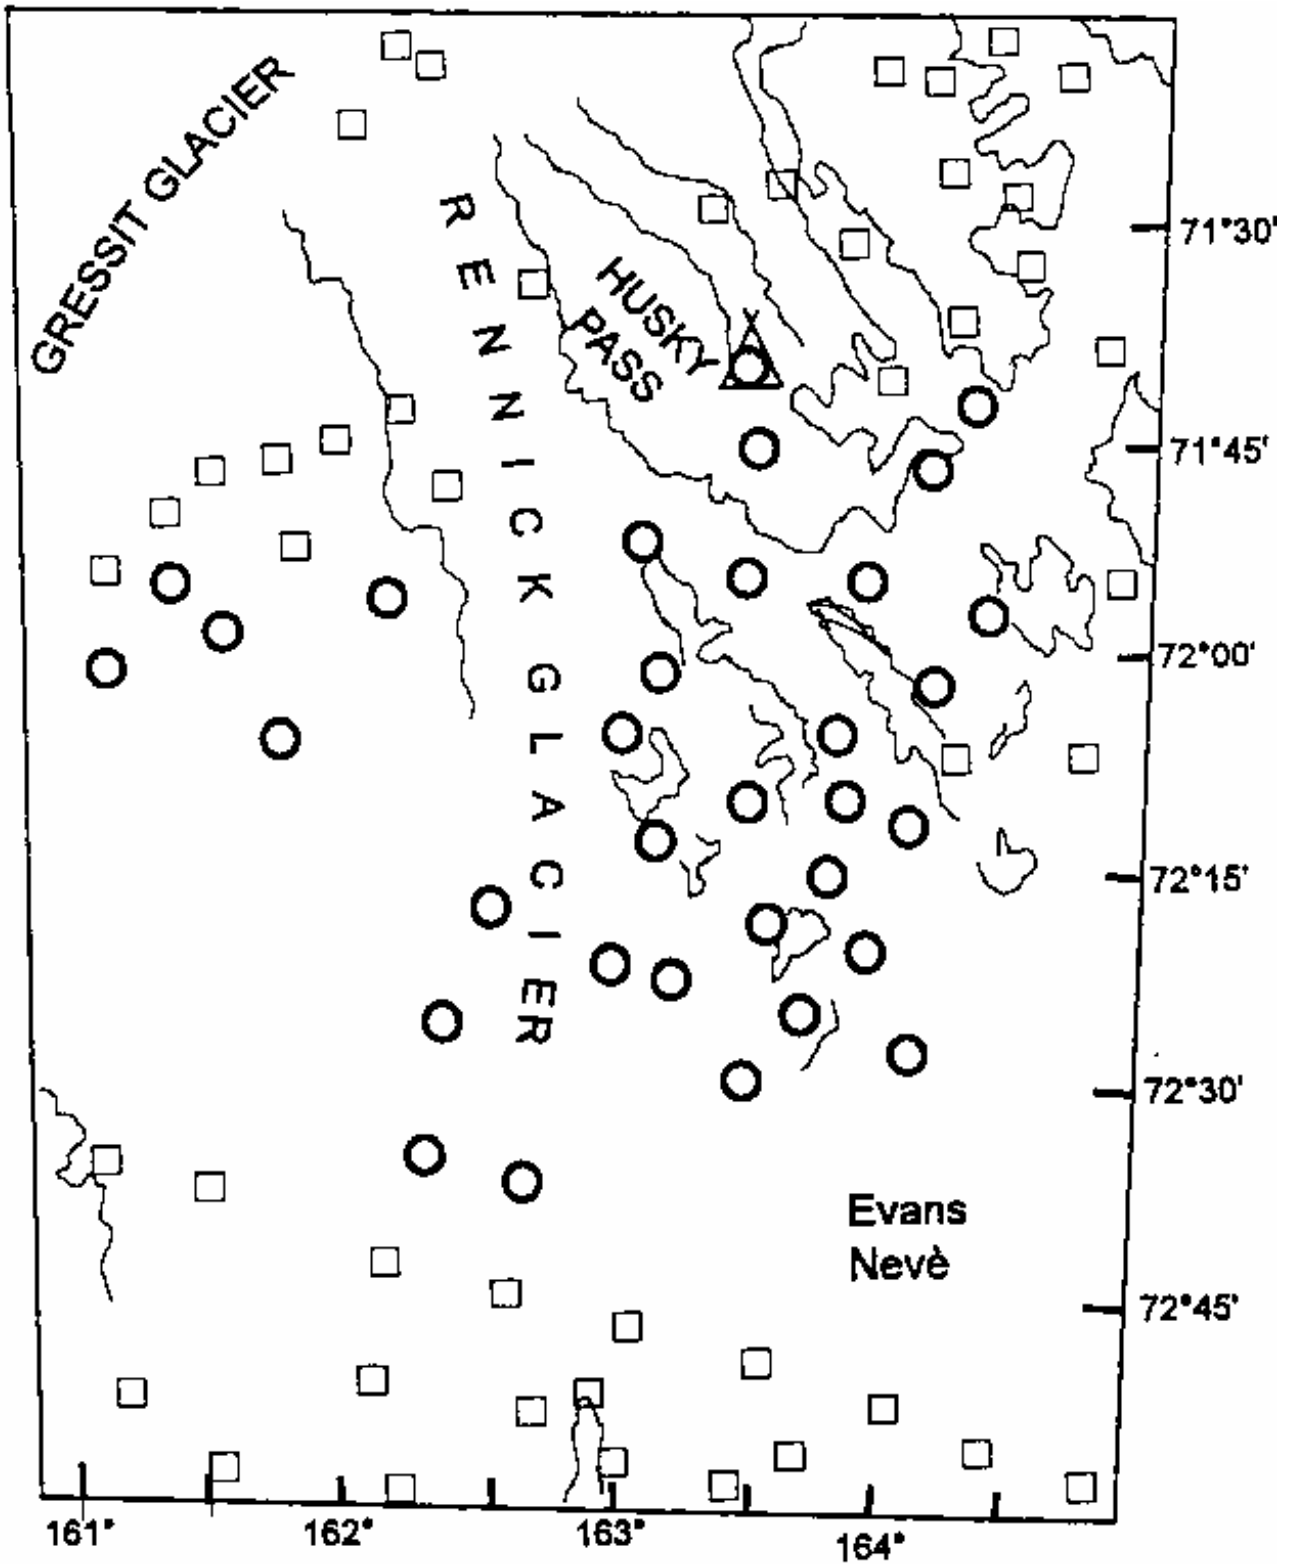 GRESSIT GLACIER
RENNICK GLACIER
HUSKY
PASS
71°30'
71°45'
72°00'
72°15'
72°30'
72°45'
Evans
Nevè
161°
162°
163°
164°